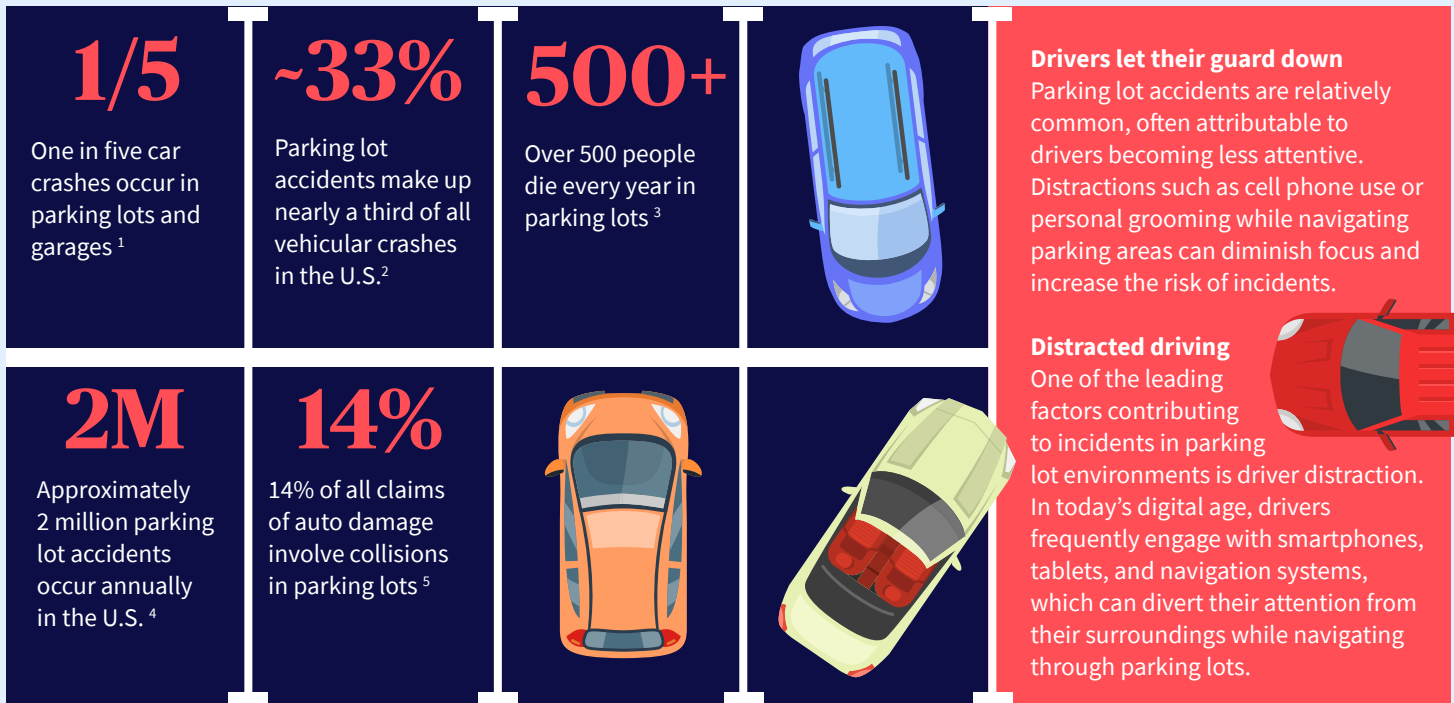 1/5
One in five car
crashes occur in
parking lots and
garages ¹
~33%
Parking lot
accidents make up
nearly a third of all
vehicular crashes
in the U.S.²
500+
Over 500 people
die every year in
parking lots ³
2M
Approximately
2 million parking
lot accidents
occur annually
in the U.S. ⁴
14%
14% of all claims
of auto damage
involve collisions
in parking lots ⁵
Drivers let their guard down
Parking lot accidents are relatively
common, often attributable to
drivers becoming less attentive.
Distractions such as cell phone use or
personal grooming while navigating
parking areas can diminish focus and
increase the risk of incidents.
Distracted driving
One of the leading
factors contributing
to incidents in parking
lot environments is driver distraction.
In today’s digital age, drivers
frequently engage with smartphones,
tablets, and navigation systems,
which can divert their attention from
their surroundings while navigating
through parking lots.